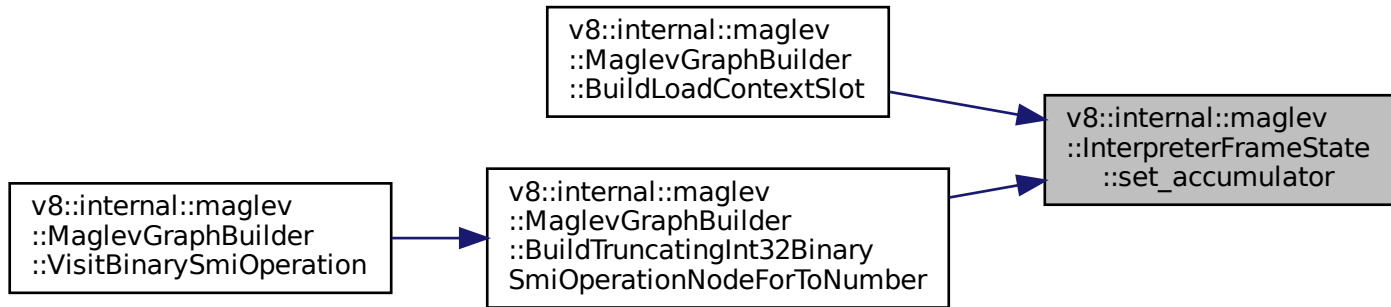 v8::internal::maglev
::MaglevGraphBuilder
::BuildLoadContextSlot
v8::internal::maglev
::InterpreterFrameState
::set_accumulator
v8::internal::maglev
::MaglevGraphBuilder
::BuildTruncatingInt32Binary
SmiOperationNodeForToNumber
v8::internal::maglev
::MaglevGraphBuilder
::VisitBinarySmiOperation